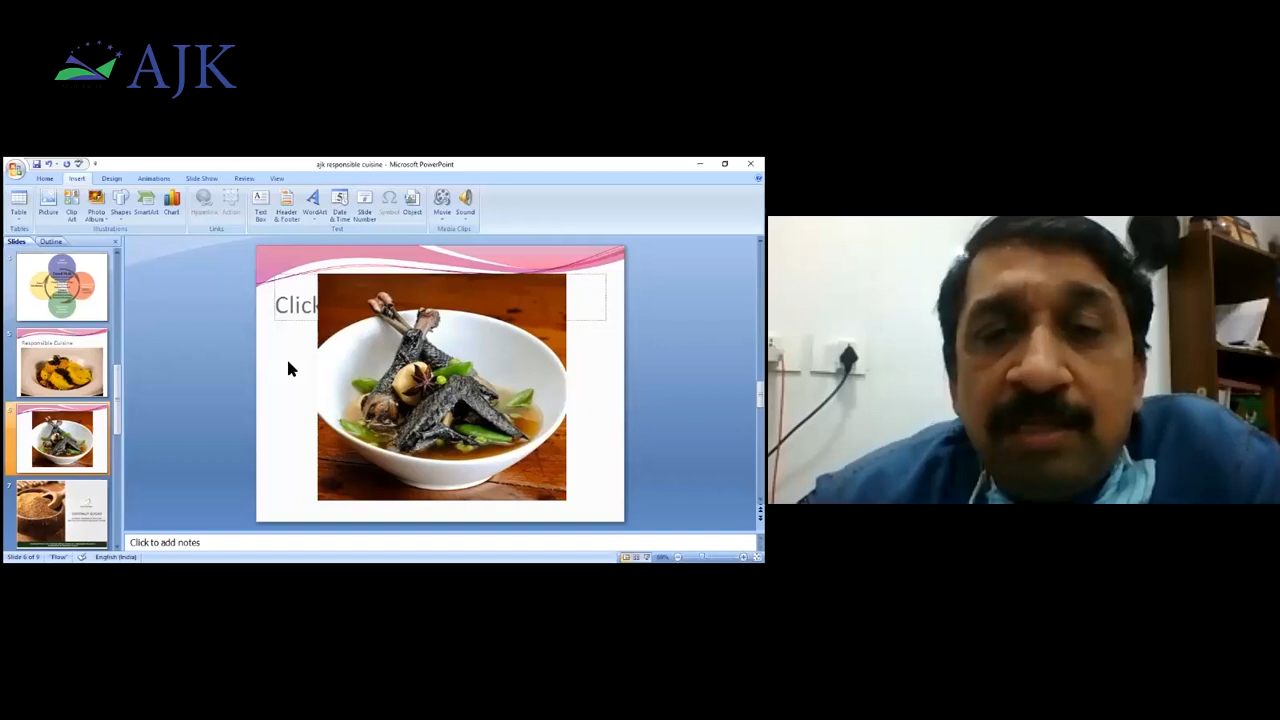 AJK
ajk responsible cuisine - Microsoft PowerPoint
Home Insert Design Animations Slide Show Review View
Table Picture Clip Art Photo Album Shapes SmartArt Chart Hyperlink Action Text Box Header & Footer WordArt Date & Time Slide Number Symbol Object Movie Sound
Tables Illustrations Links Text Media Clips
Slides Outline
Click
5
Responsible Cuisine
6
7
Click to add notes
Slide 6 of 9 "Flow" English (India)